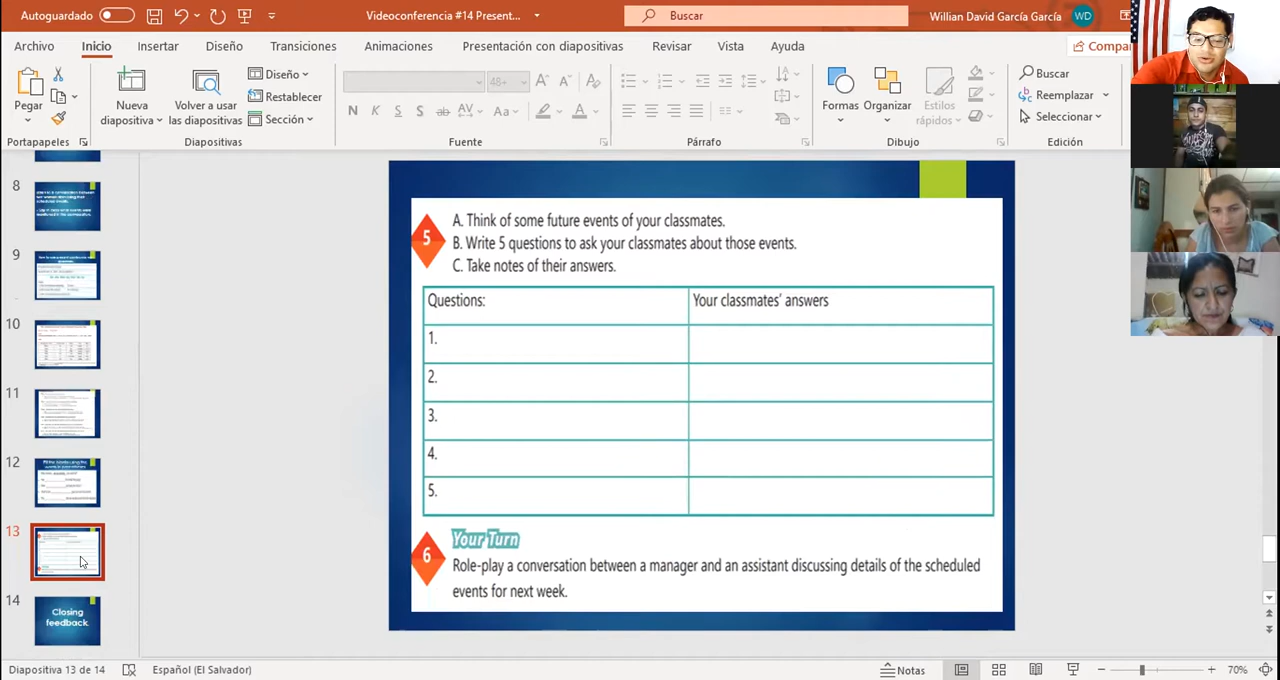 Autoguardado
Videoconferencia #14 Present...
Buscar
Willian David García García
WD
Archivo
Inicio
Insertar
Diseño
Transiciones
Animaciones
Presentación con diapositivas
Revisar
Vista
Ayuda
Compar
Pegar
Nueva diapositiva
Volver a usar las diapositivas
Diseño
Restablecer
Sección
48+
N K S S ab AV Aa A
Formas
Organizar
Estilos rápidos
Buscar
Reemplazar
Seleccionar
Portapapeles
Diapositivas
Fuente
Párrafo
Dibujo
Edición
8
9
10
11
12
13
14
Closing
feedback
5
A. Think of some future events of your classmates.
B. Write 5 questions to ask your classmates about those events.
C. Take notes of their answers.
Questions:
Your classmates' answers
1.
2.
3.
4.
5.
6
Your Turn
Role-play a conversation between a manager and an assistant discussing details of the scheduled
events for next week.
Diapositiva 13 de 14
Español (El Salvador)
Notas
70%